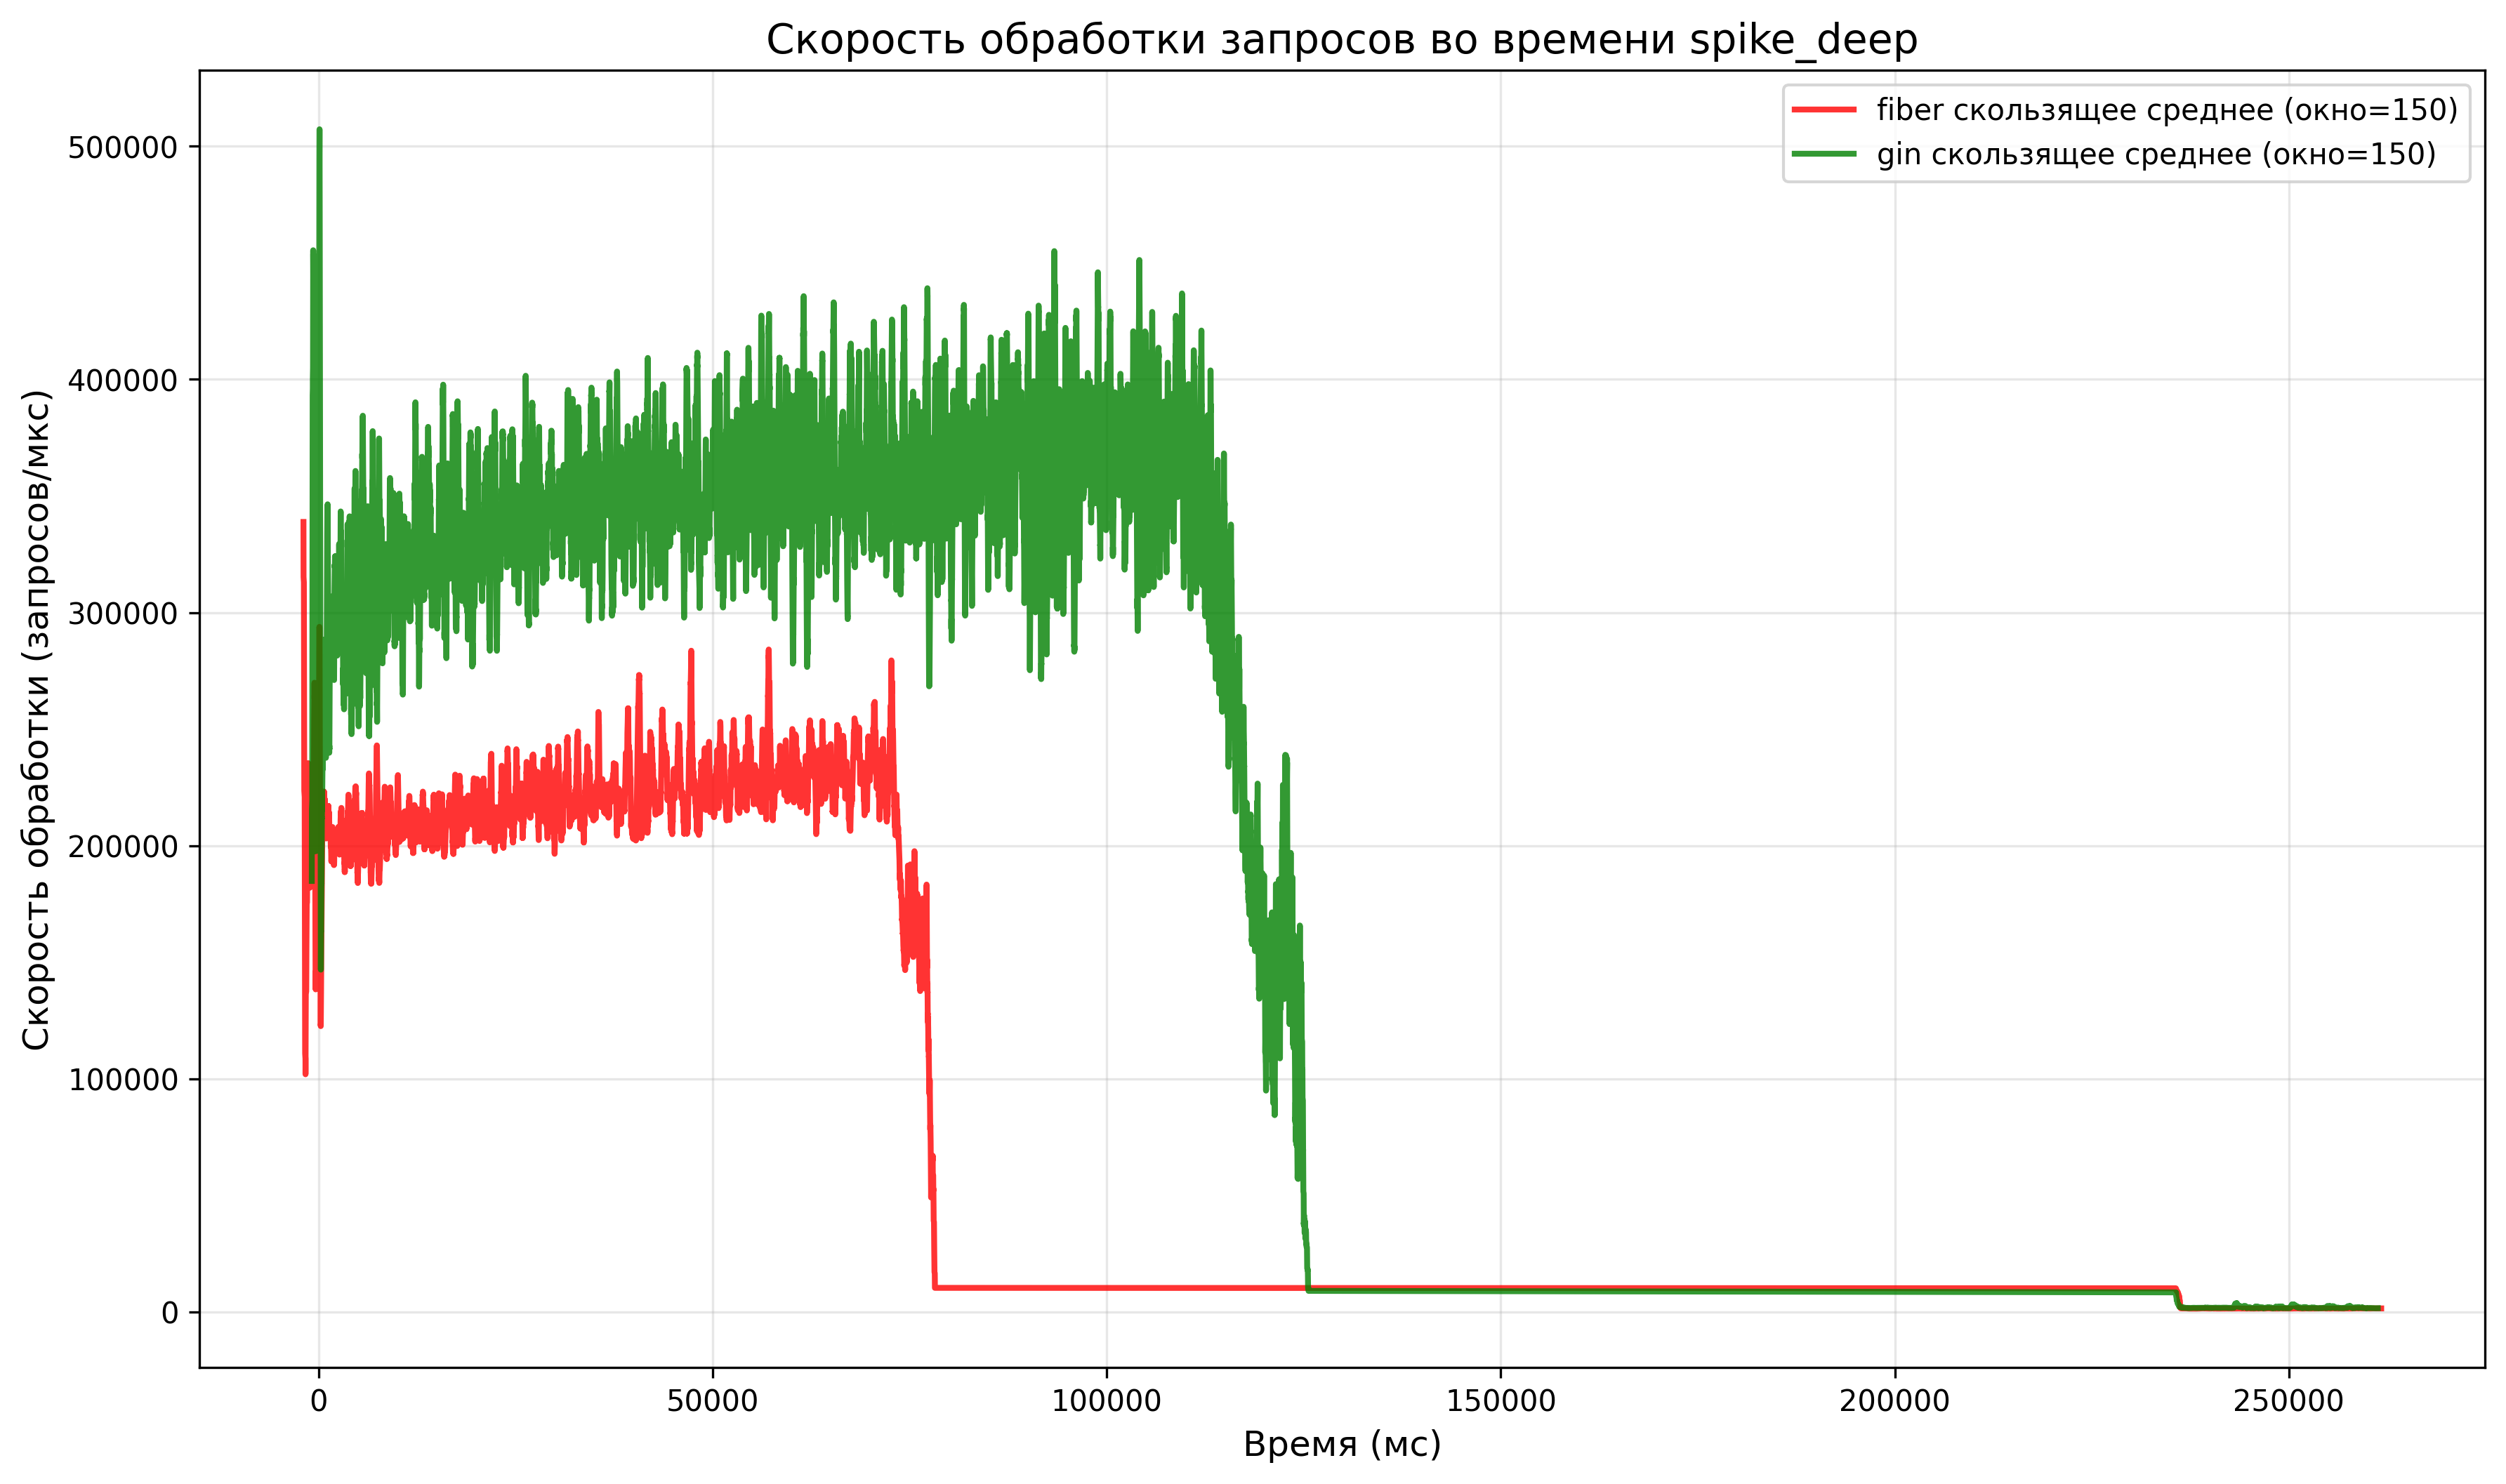 Скорость обработки запросов во времени spike_deep
fiber скользящее среднее (окно=150)
gin скользящее среднее (окно=150)
Скорость обработки (запросов/мкс)
500000
400000
300000
200000
100000
0
0 50000 100000 150000 200000 250000
Время (мс)